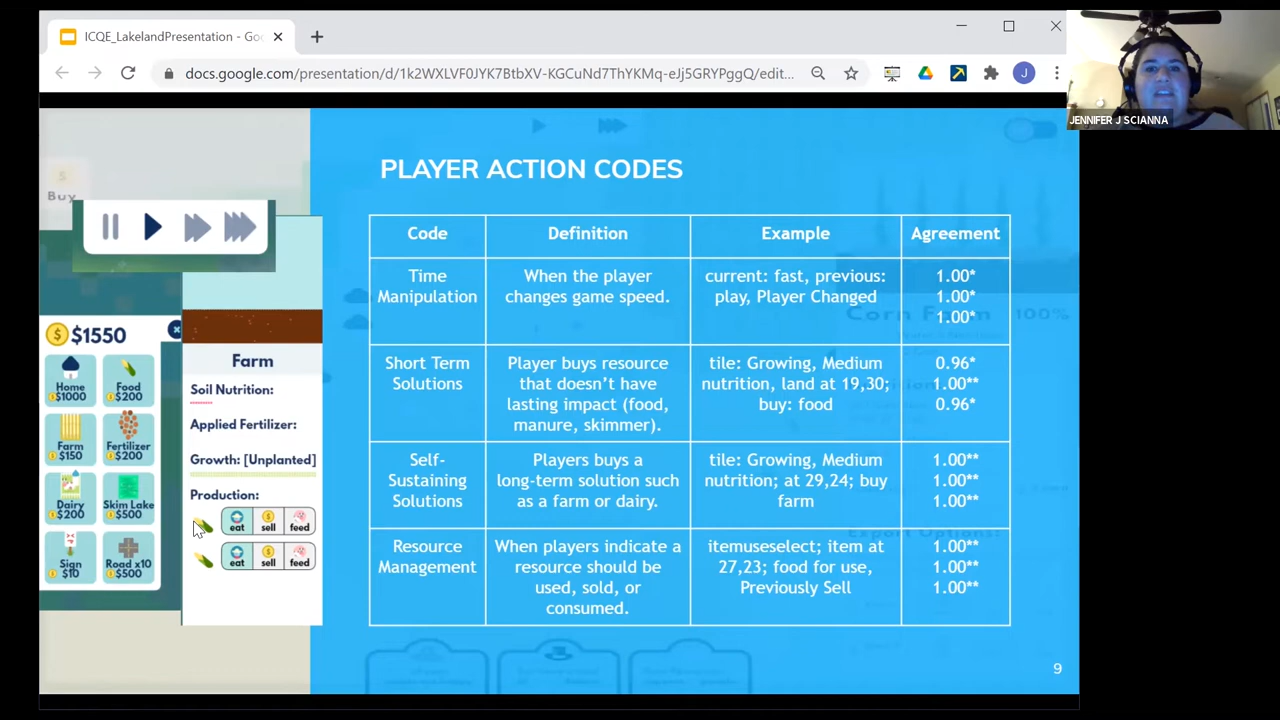 ICQE_LakelandPresentation - Goo
docs.google.com/presentation/d/1k2WXLVF0JYK7BtbXV-KGCuNd7ThYKMq-eJj5GRYPggQ/edit...
J
JENNIFER J SCIANNA
Buy
PLAYER ACTION CODES
Code Definition Example Agreement
Time
Manipulation
When the player
changes game speed.
current: fast, previous:
play, Player Changed
1.00*
1.00*
1.00*
Short Term
Solutions
Player buys resource
that doesn't have
lasting impact (food,
manure, skimmer).
tile: Growing, Medium
nutrition, land at 19,30;
buy: food
0.96*
1.00**
0.96*
Self-
Sustaining
Solutions
Players buys a
long-term solution such
as a farm or dairy.
tile: Growing, Medium
nutrition; at 29,24; buy
farm
1.00**
1.00**
1.00**
Resource
Management
When players indicate a
resource should be
used, sold, or
consumed.
itemuseselect; item at
27,23; food for use,
Previously Sell
1.00**
1.00**
1.00**
$1550
Home
$1000
Food
$200
Farm
$150
Fertilizer
$200
Dairy
$200
Skim Lake
$500
Sign
$10
Road x10
$500
Farm
Soil Nutrition:
Applied Fertilizer:
Growth: [Unplanted]
Production:
eat sell feed
eat sell feed
Corn Farm 100%
Export Options:
9